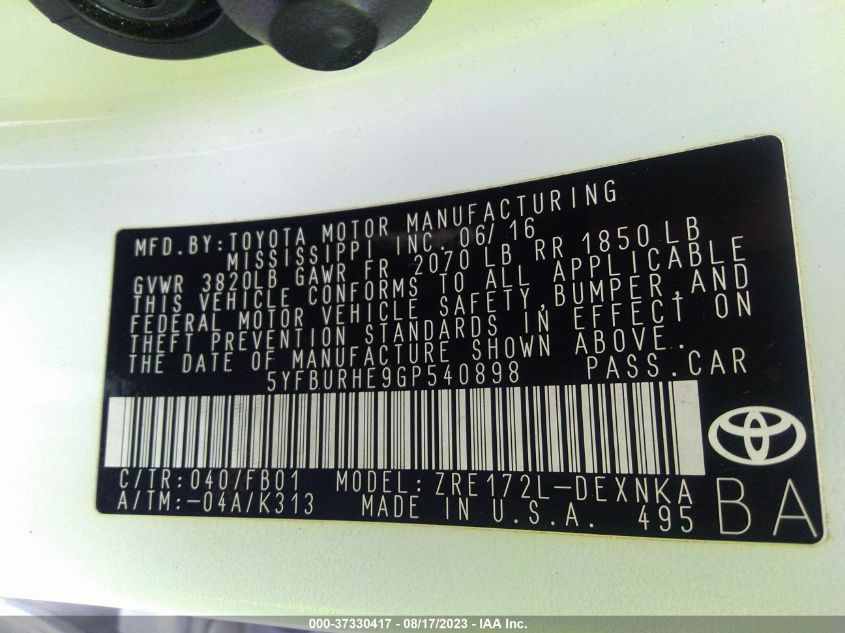 MFD.BY:TOYOTA MOTOR MANUFACTURING
MISSISSIPPI INC. 06/16
GVWR 3820LB GAWR FR 2070 LB RR 1850 LB
THIS VEHICLE CONFORMS TO ALL APPLICABLE
FEDERAL MOTOR VEHICLE SAFETY,BUMPER,AND
THEFT PREVENTION STANDARDS IN EFFECT ON
THE DATE OF MANUFACTURE SHOWN ABOVE.
5YFBURHE9GP540898 PASS.CAR
C/TR:040/FB01 MODEL:ZRE172L-DEXNKA
A/TM:-04A/K313 MADE IN U.S.A. 495
BA
000-37330417 - 08/17/2023 - IAA Inc.